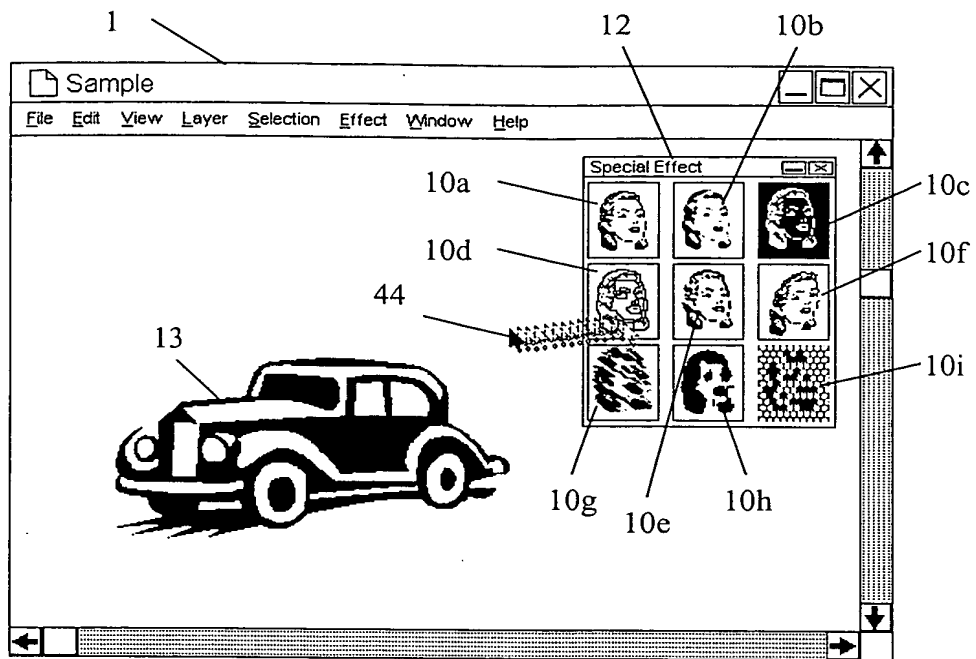 1
12
10b
Sample
File Edit View Layer Selection Effect Window Help
Special Effect
10a
10c
10d
10f
44
13
10i
10g
10e
10h